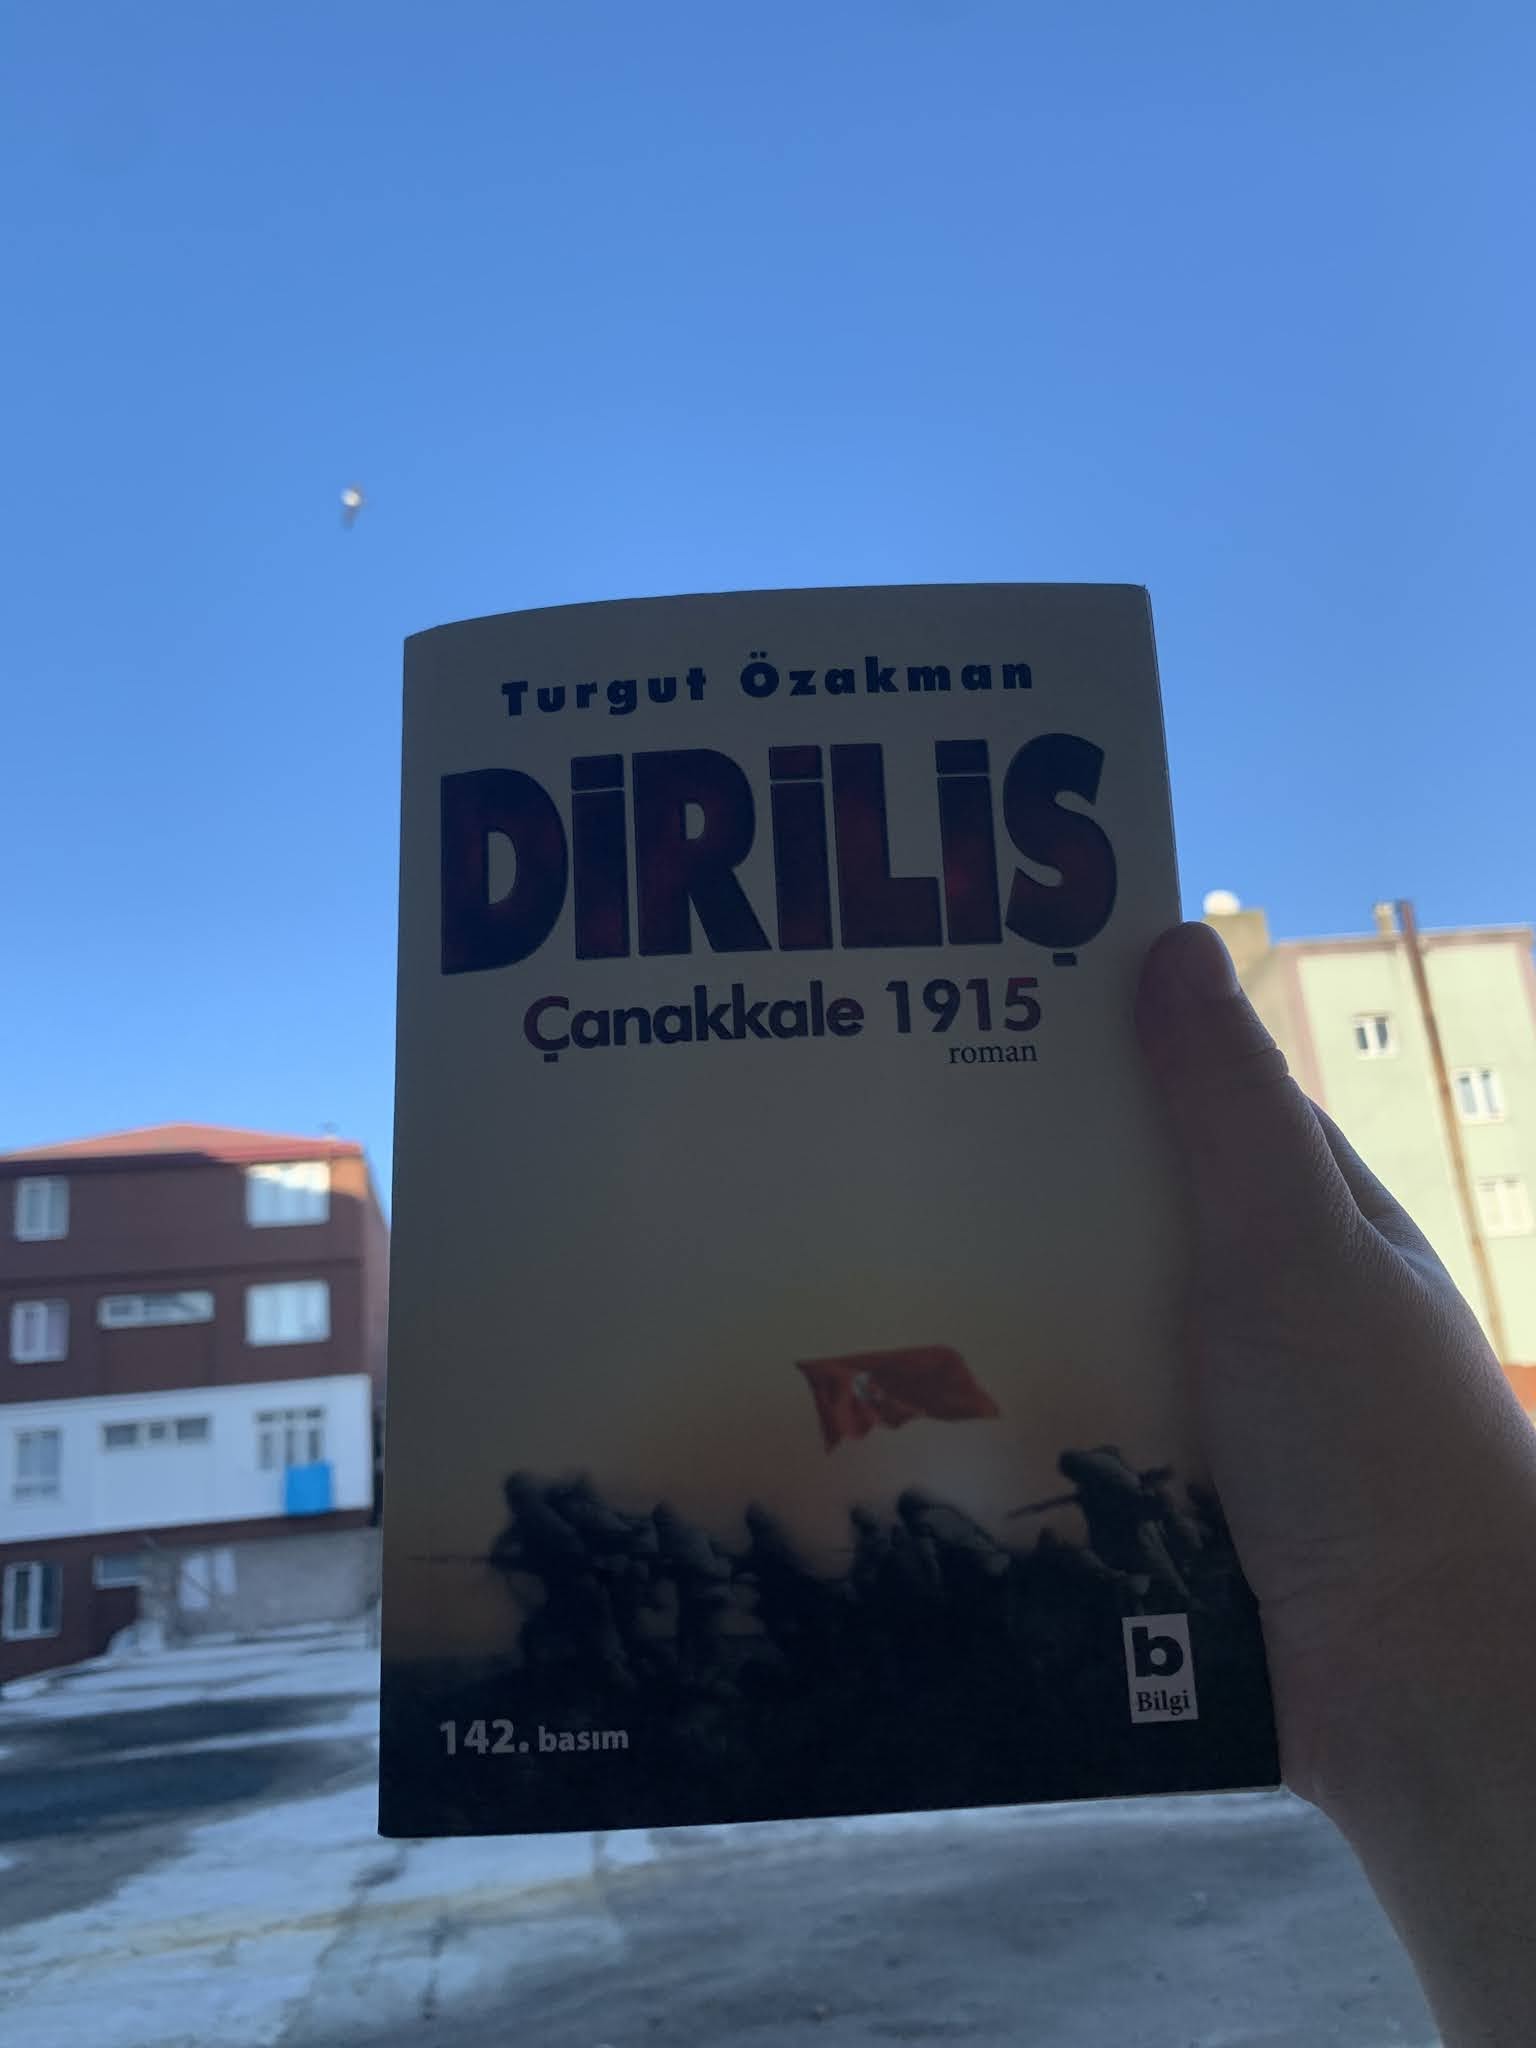 Turgut Özakman
DİRİLİŞ
Çanakkale 1915
roman
b
Bilgi
142. basım